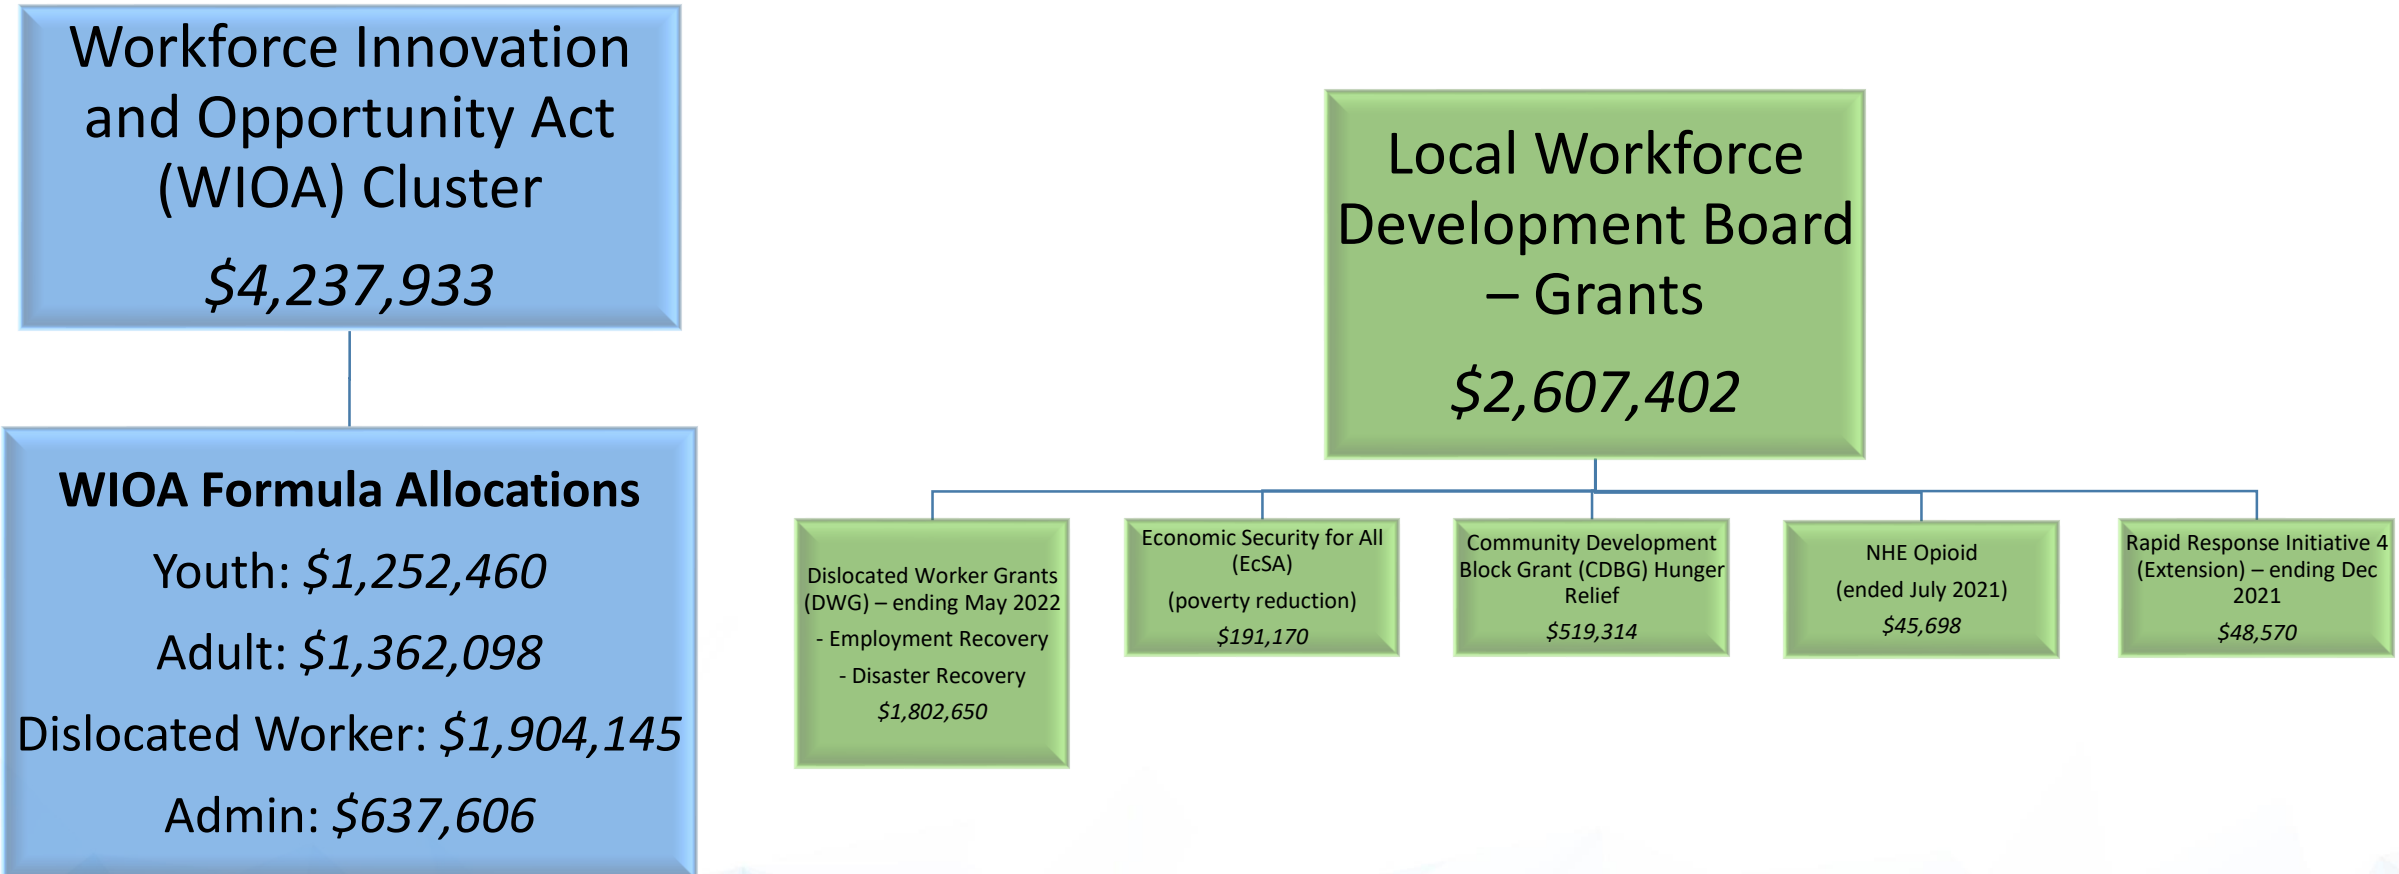 Workforce Innovation
and Opportunity Act
(WIOA) Cluster
$4,237,933
WIOA Formula Allocations
Youth: $1,252,460
Adult: $1,362,098
Dislocated Worker: $1,904,145
Admin: $637,606
Local Workforce
Development Board
– Grants
$2,607,402
Dislocated Worker Grants
(DWG) – ending May 2022
- Employment Recovery
- Disaster Recovery
$1,802,650
Economic Security for All
(EcSA)
(poverty reduction)
$191,170
Community Development
Block Grant (CDBG) Hunger
Relief
$519,314
NHE Opioid
(ended July 2021)
$45,698
Rapid Response Initiative 4
(Extension) – ending Dec
2021
$48,570